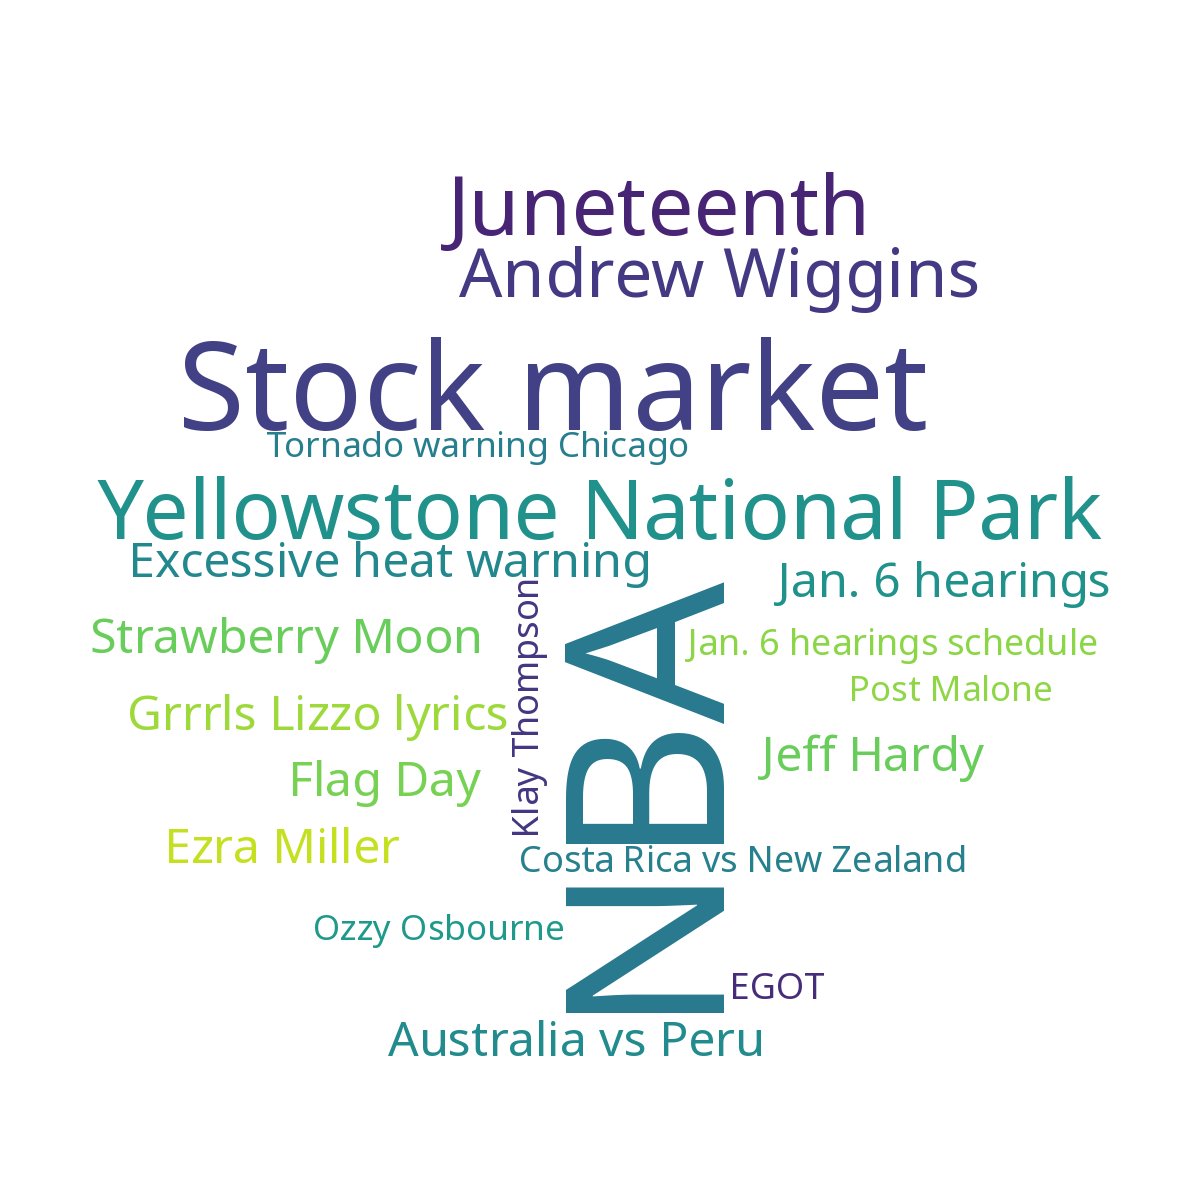 Juneteenth
Andrew Wiggins
Stock market
Tornado warning Chicago
Yellowstone National Park
Excessive heat warning
Jan. 6 hearings
Strawberry Moon
Klay Thompson
NBA
Jan. 6 hearings schedule
Post Malone
Grrrls Lizzo lyrics
Jeff Hardy
Flag Day
Ezra Miller
Costa Rica vs New Zealand
Ozzy Osbourne
EGOT
Australia vs Peru